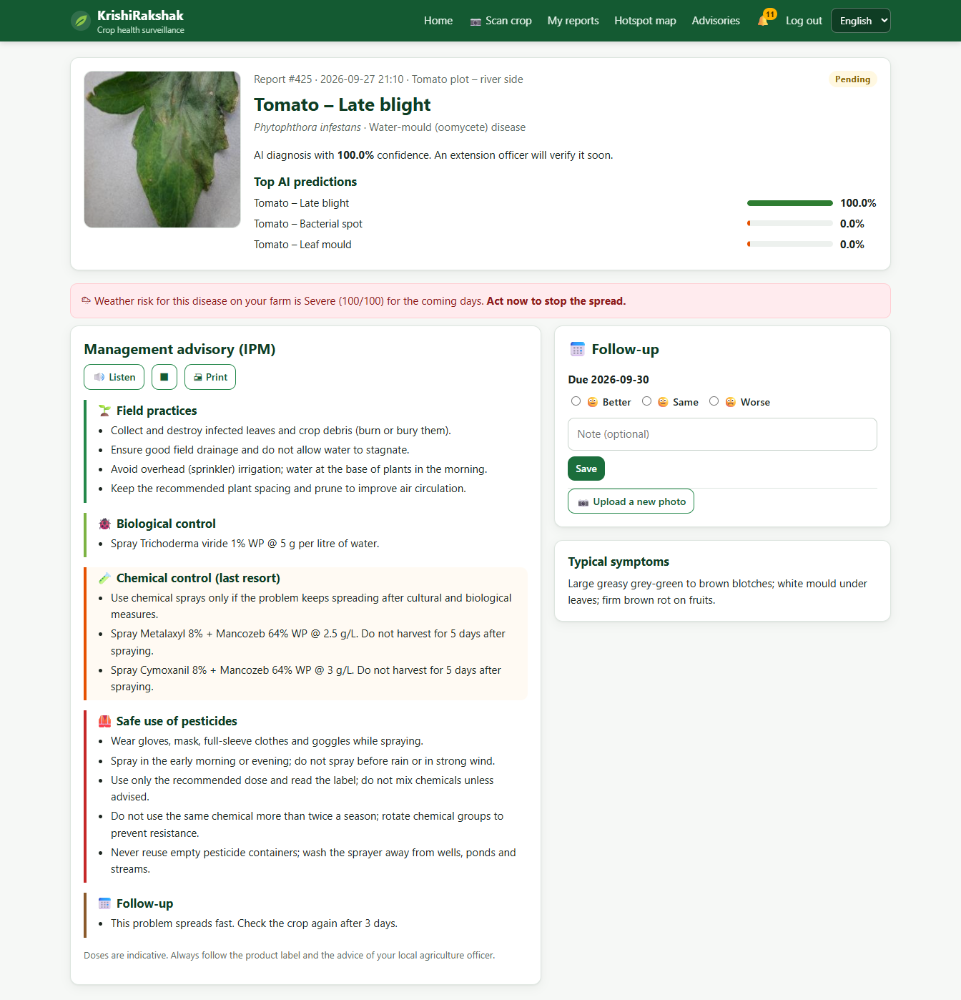 KrishiRakshak
Crop health surveillance
Home
Scan crop
My reports
Hotspot map
Advisories
11
Log out
English
Report #425 · 2026-09-27 21:10 · Tomato plot – river side
Pending
Tomato – Late blight
Phytophthora infestans · Water-mould (oomycete) disease
AI diagnosis with 100.0% confidence. An extension officer will verify it soon.
Top AI predictions
Tomato – Late blight 100.0%
Tomato – Bacterial spot 0.0%
Tomato – Leaf mould 0.0%
Weather risk for this disease on your farm is Severe (100/100) for the coming days. Act now to stop the spread.
Management advisory (IPM)
Listen
Print
Field practices
• Collect and destroy infected leaves and crop debris (burn or bury them).
• Ensure good field drainage and do not allow water to stagnate.
• Avoid overhead (sprinkler) irrigation; water at the base of plants in the morning.
• Keep the recommended plant spacing and prune to improve air circulation.
Biological control
• Spray Trichoderma viride 1% WP @ 5 g per litre of water.
Chemical control (last resort)
• Use chemical sprays only if the problem keeps spreading after cultural and biological
measures.
• Spray Metalaxyl 8% + Mancozeb 64% WP @ 2.5 g/L. Do not harvest for 5 days after
spraying.
• Spray Cymoxanil 8% + Mancozeb 64% WP @ 3 g/L. Do not harvest for 5 days after
spraying.
Safe use of pesticides
• Wear gloves, mask, full-sleeve clothes and goggles while spraying.
• Spray in the early morning or evening; do not spray before rain or in strong wind.
• Use only the recommended dose and read the label; do not mix chemicals unless
advised.
• Do not use the same chemical more than twice a season; rotate chemical groups to
prevent resistance.
• Never reuse empty pesticide containers; wash the sprayer away from wells, ponds and
streams.
Follow-up
• This problem spreads fast. Check the crop again after 3 days.
Doses are indicative. Always follow the product label and the advice of your local agriculture officer.
Follow-up
Due 2026-09-30
Better
Same
Worse
Note (optional)
Save
Upload a new photo
Typical symptoms
Large greasy grey-green to brown blotches; white mould under
leaves; firm brown rot on fruits.